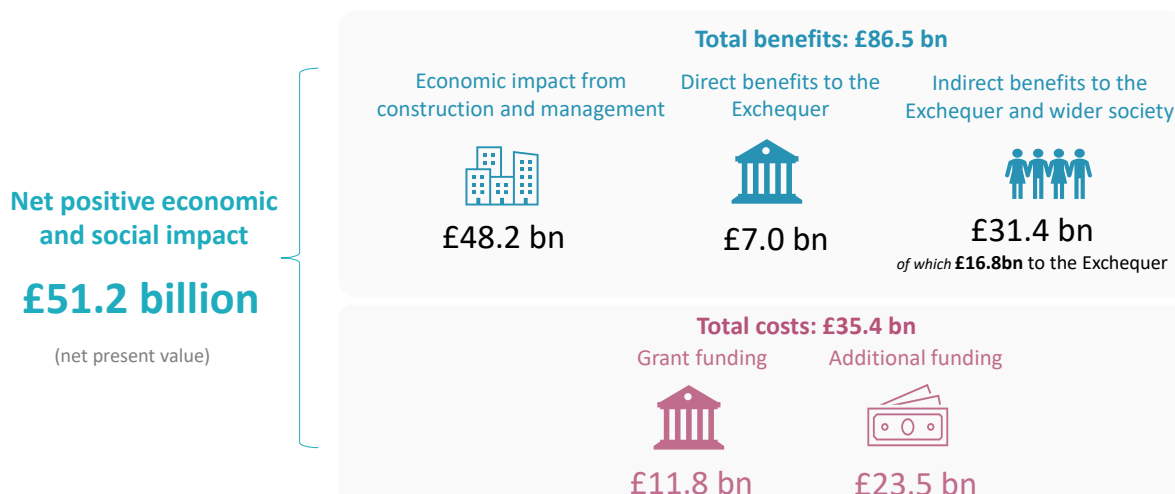 Total benefits: £86.5 bn
Economic impact from
construction and management
£48.2 bn
Direct benefits to the
Exchequer
£7.0 bn
Indirect benefits to the
Exchequer and wider society
£31.4 bn
of which £16.8bn to the Exchequer
Net positive economic
and social impact
£51.2 billion
(net present value)
Total costs: £35.4 bn
Grant funding
£11.8 bn
Additional funding
£23.5 bn